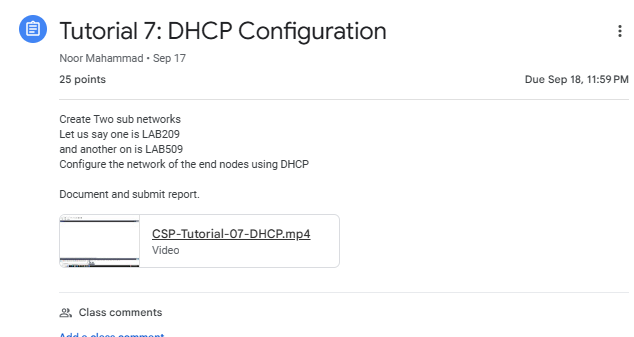 Tutorial 7: DHCP Configuration
Noor Mahammad • Sep 17
25 points
Due Sep 18, 11:59 PM
Create Two sub networks
Let us say one is LAB209
and another on is LAB509
Configure the network of the end nodes using DHCP
Document and submit report.
CSP-Tutorial-07-DHCP.mp4
Video
Class comments
Add a class comment